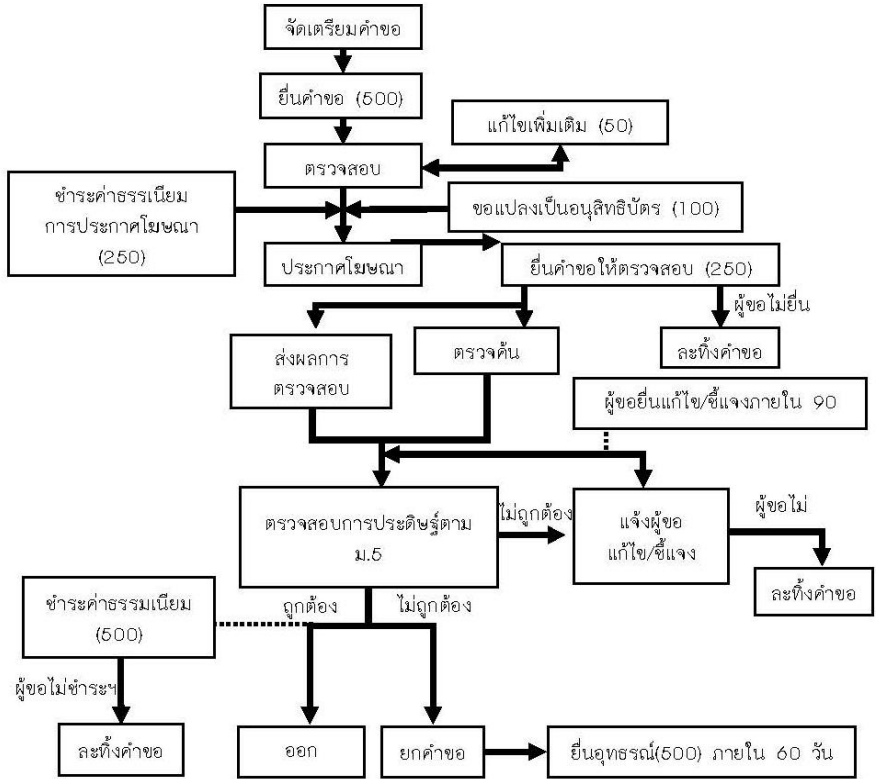 จัดเตรียมคำขอ
ยื่นคำขอ (500)
แก้ไขเพิ่มเติม (50)
ตรวจสอบ
ชำระค่าธรรเนียม
การประกาศโฆษณา
(250)
ขอแปลงเป็นอนุสิทธิบัตร (100)
ประกาศโฆษณา
ยื่นคำขอให้ตรวจสอบ (250)
ผู้ขอไม่ยื่น
ส่งผลการ
ตรวจสอบ
ตรวจค้น
ละทิ้งคำขอ
ผู้ขอยื่นแก้ไข/ชี้แจงภายใน 90
ตรวจสอบการประดิษฐ์ตาม
ม.5
ไม่ถูกต้อง
แจ้งผู้ขอ
แก้ไข/ชี้แจง
ผู้ขอไม่
ละทิ้งคำขอ
ชำระค่าธรรมเนียม
(500)
ถูกต้อง
ไม่ถูกต้อง
ผู้ขอไม่ชำระฯ
ละทิ้งคำขอ
ออก
ยกคำขอ
ยื่นอุทธรณ์(500) ภายใน 60 วัน